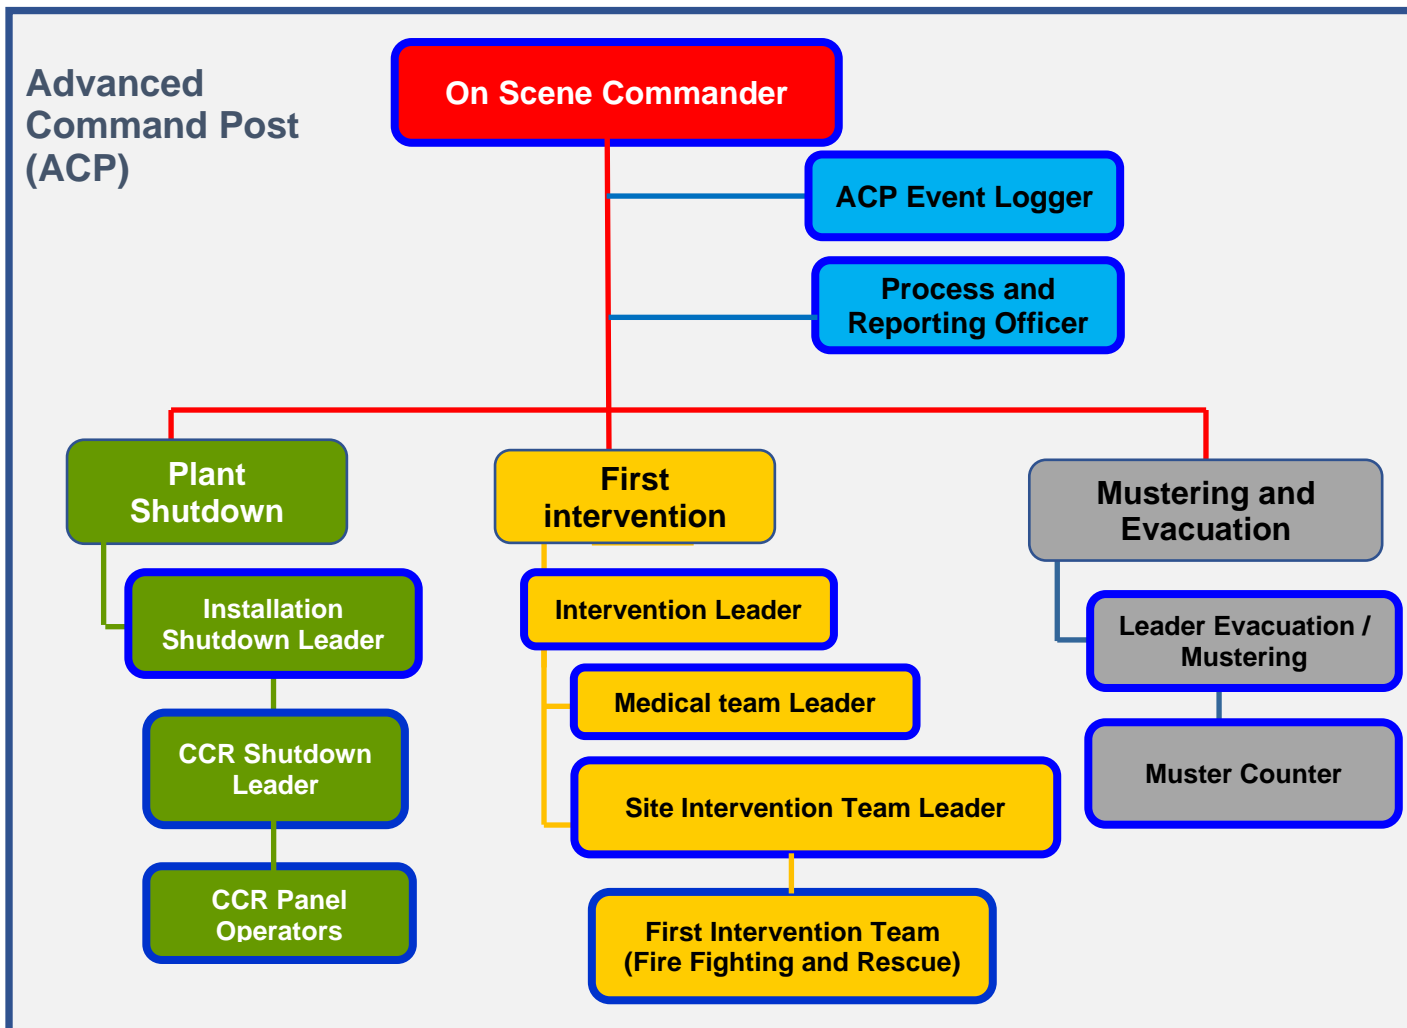 Advanced
Command Post
(ACP)
On Scene Commander
ACP Event Logger
Process and
Reporting Officer
Plant
Shutdown
Installation
Shutdown Leader
CCR Shutdown
Leader
CCR Panel
Operators
First
intervention
Intervention Leader
Medical team Leader
Site Intervention Team Leader
First Intervention Team
(Fire Fighting and Rescue)
Mustering and
Evacuation
Leader Evacuation /
Mustering
Muster Counter